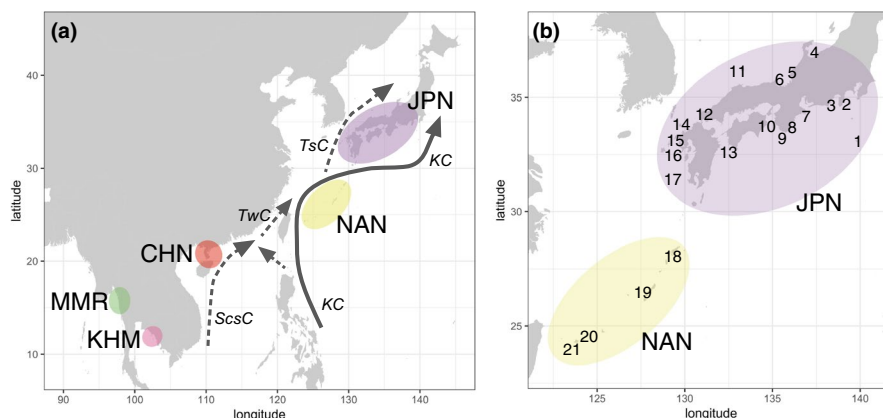 (a)
40
30
20
10
90
100
110
120
130
140
longitude
latitude
JPN
TsC
KC
TwC
NAN
CHN
MMR
KHM
ScsC
KC
(b)
35
30
25
125
130
135
140
longitude
latitude
4
11
5
6
3
2
12
7
14
10
8
1
15
9
13
16
17
JPN
18
19
20
21
NAN